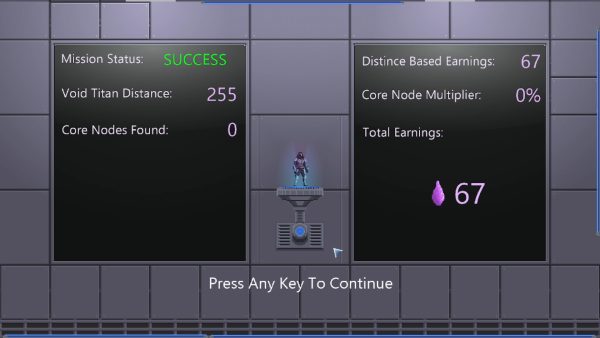 Mission Status: SUCCESS
Void Titan Distance: 255
Core Nodes Found: 0
Distince Based Earnings: 67
Core Node Multiplier: 0%
Total Earnings:
67
Press Any Key To Continue